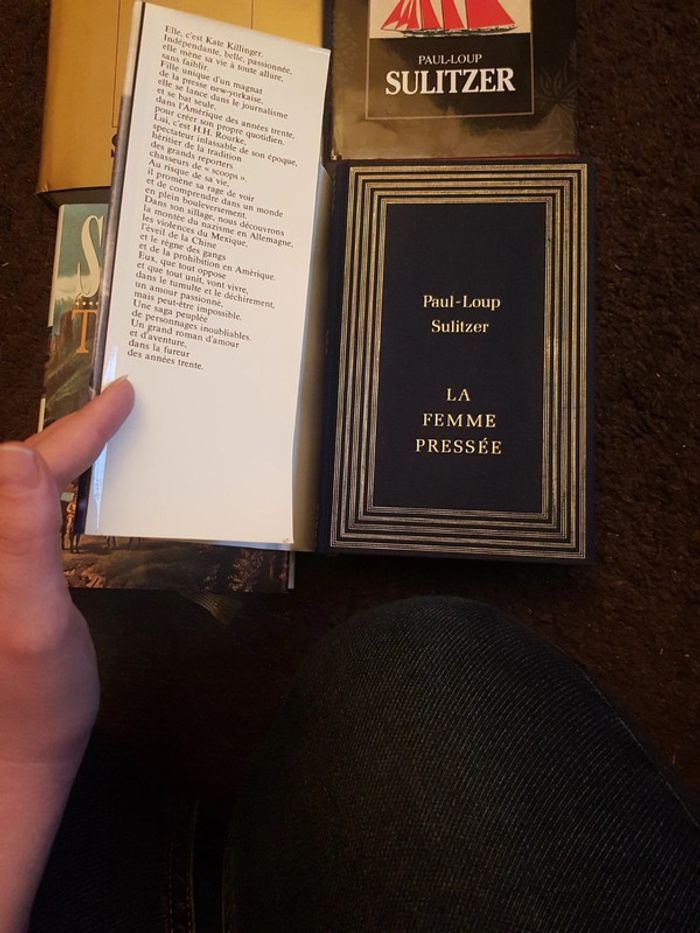 Elle, c'est Kate Killinger.
Indépendante, belle, passionnée,
elle mène sa vie à toute allure,
sans faiblir.
Fille unique d'un magnat
de la presse new-yorkaise,
elle se lance dans le journalisme
et se bat seule,
dans l'Amérique des années trente,
pour créer son propre quotidien.
Lui, c'est H.H. Rourke,
spectateur inlassable de son époque,
héritier de la tradition
des grands reporters
chasseurs de « scoops ».
Au risque de sa vie,
il promène sa rage de voir
et de comprendre dans un monde
en plein bouleversement.
Dans son sillage, nous découvrons
la montée du nazisme en Allemagne,
les violences du Mexique,
l'éveil de la Chine
et le règne des gangs
et de la prohibition en Amérique.
Eux, que tout oppose
et que tout unit, vont vivre,
dans le tumulte et le déchirement,
un amour passionné,
mais peut-être impossible.
Une saga peuplée
de personnages inoubliables.
Un grand roman d'amour
et d'aventure,
dans la fureur
des années trente.
PAUL-LOUP
SULITZER
Paul-Loup
Sulitzer
LA
FEMME
PRESSÉE